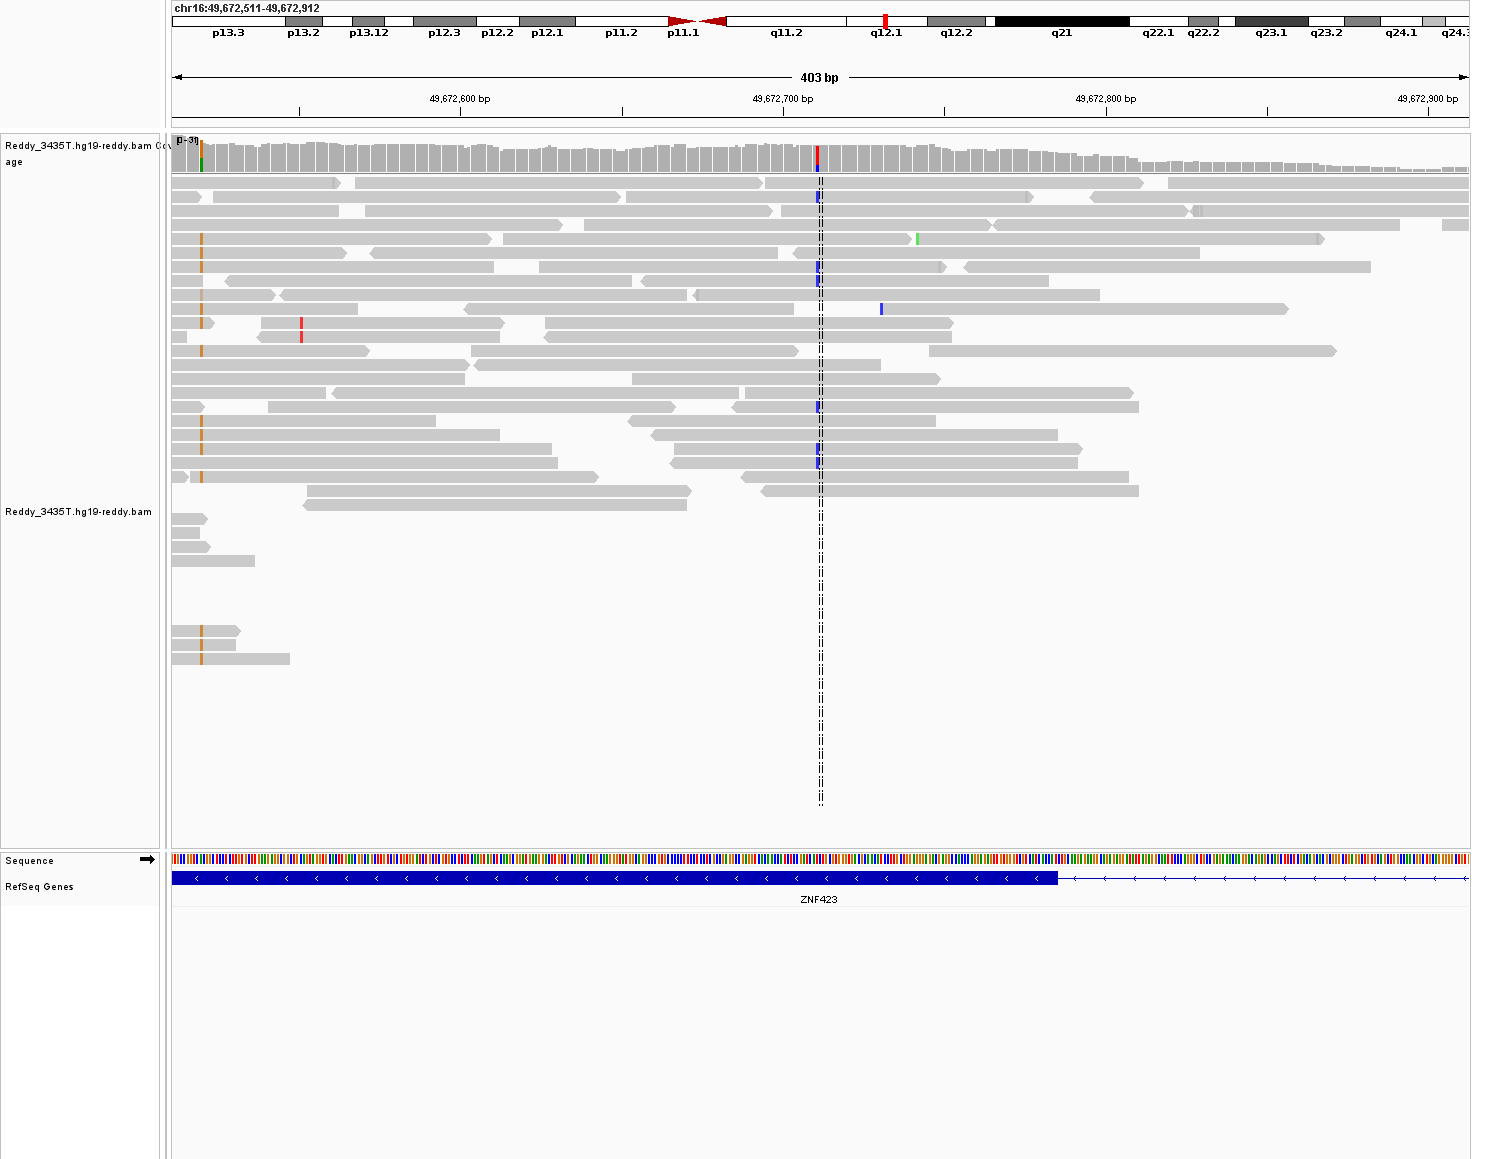 chr16:49,672,511-49,672,912
p13.3 p13.2 p13.12 p12.3 p12.2 p12.1 p11.2 p11.1 q11.2 q12.1 q12.2 q21 q22.1 q22.2 q23.1 q23.2 q24.1 q24.3
403 bp
49,672,600 bp 49,672,700 bp 49,672,800 bp 49,672,900 bp
Reddy_3435T.hg19-reddy.bam Cov
age
Reddy_3435T.hg19-reddy.bam
Sequence
RefSeq Genes
ZNF423